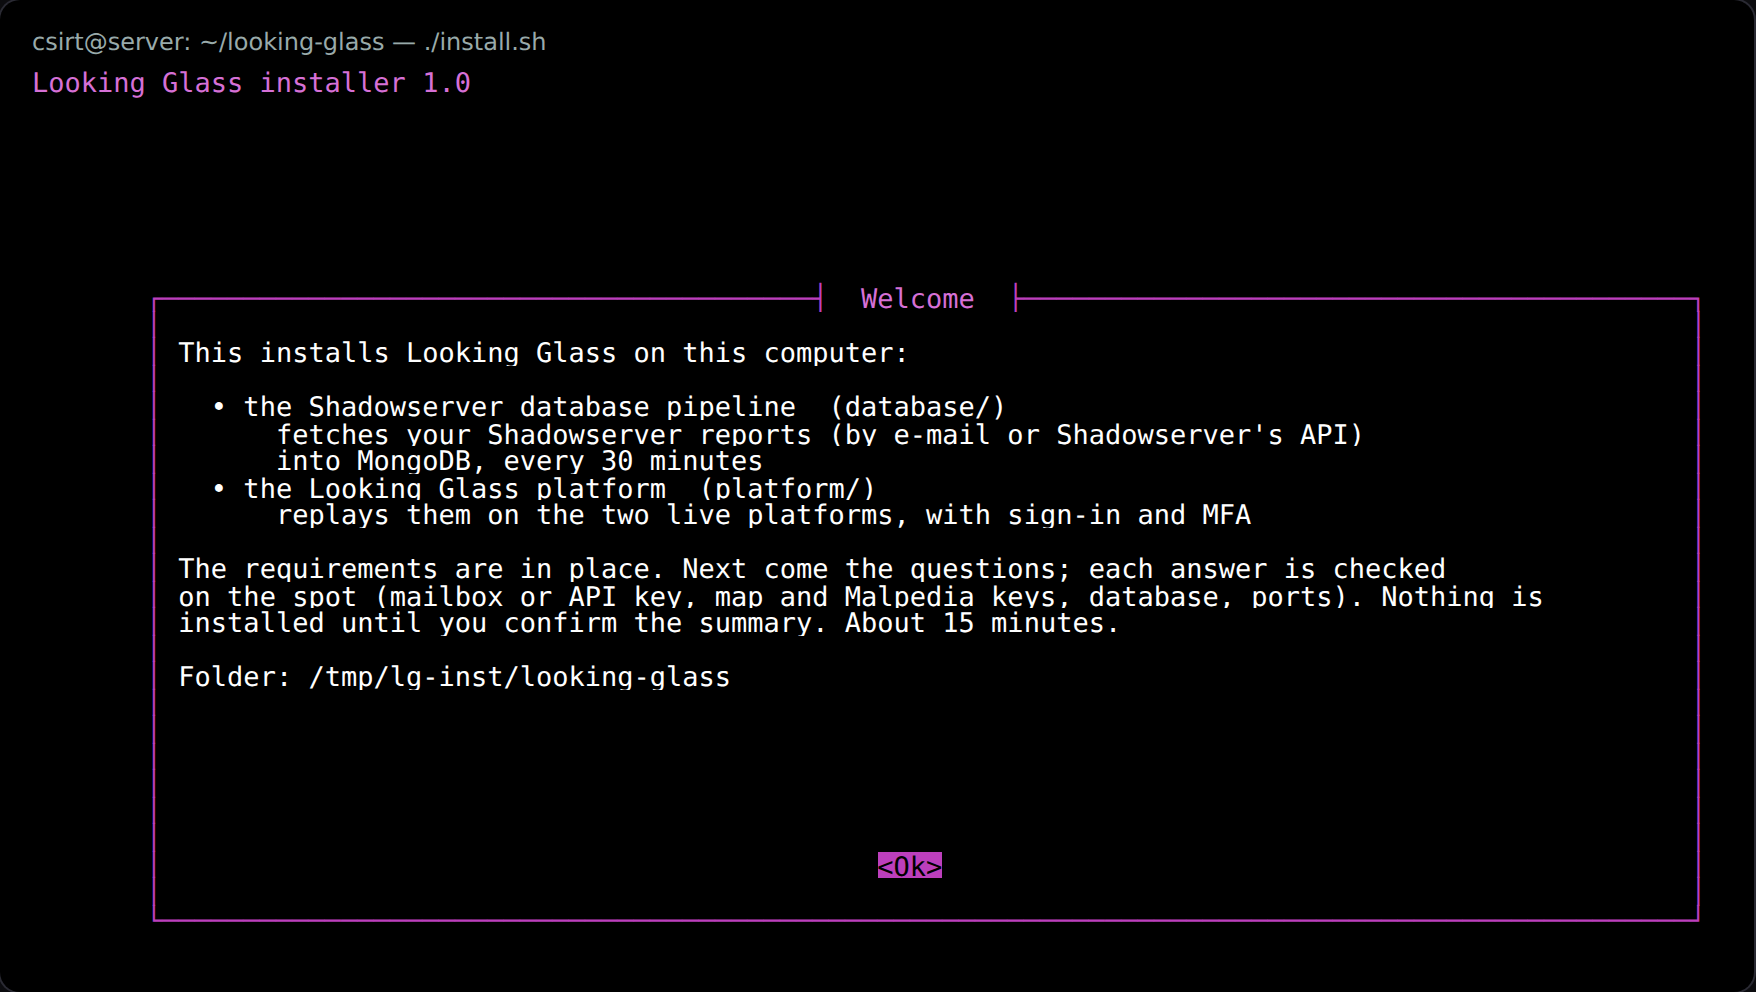 csirt@server: ~/looking-glass — ./install.sh
Looking Glass installer 1.0
Welcome
This installs Looking Glass on this computer:
• the Shadowserver database pipeline  (database/)
fetches your Shadowserver reports (by e-mail or Shadowserver's API)
into MongoDB, every 30 minutes
• the Looking Glass platform  (platform/)
replays them on the two live platforms, with sign-in and MFA
The requirements are in place. Next come the questions; each answer is checked
on the spot (mailbox or API key, map and Malpedia keys, database, ports). Nothing is
installed until you confirm the summary. About 15 minutes.
Folder: /tmp/lg-inst/looking-glass
<Ok>